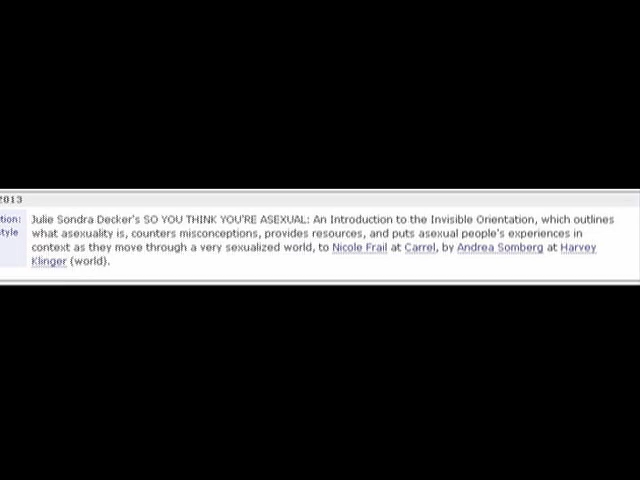 2013
tion:
tyle
Julie Sondra Decker's SO YOU THINK YOU'RE ASEXUAL: An Introduction to the Invisible Orientation, which outlines
what asexuality is, counters misconceptions, provides resources, and puts asexual people's experiences in
context as they move through a very sexualized world, to Nicole Frail at Carrel, by Andrea Somberg at Harvey
Klinger (world).